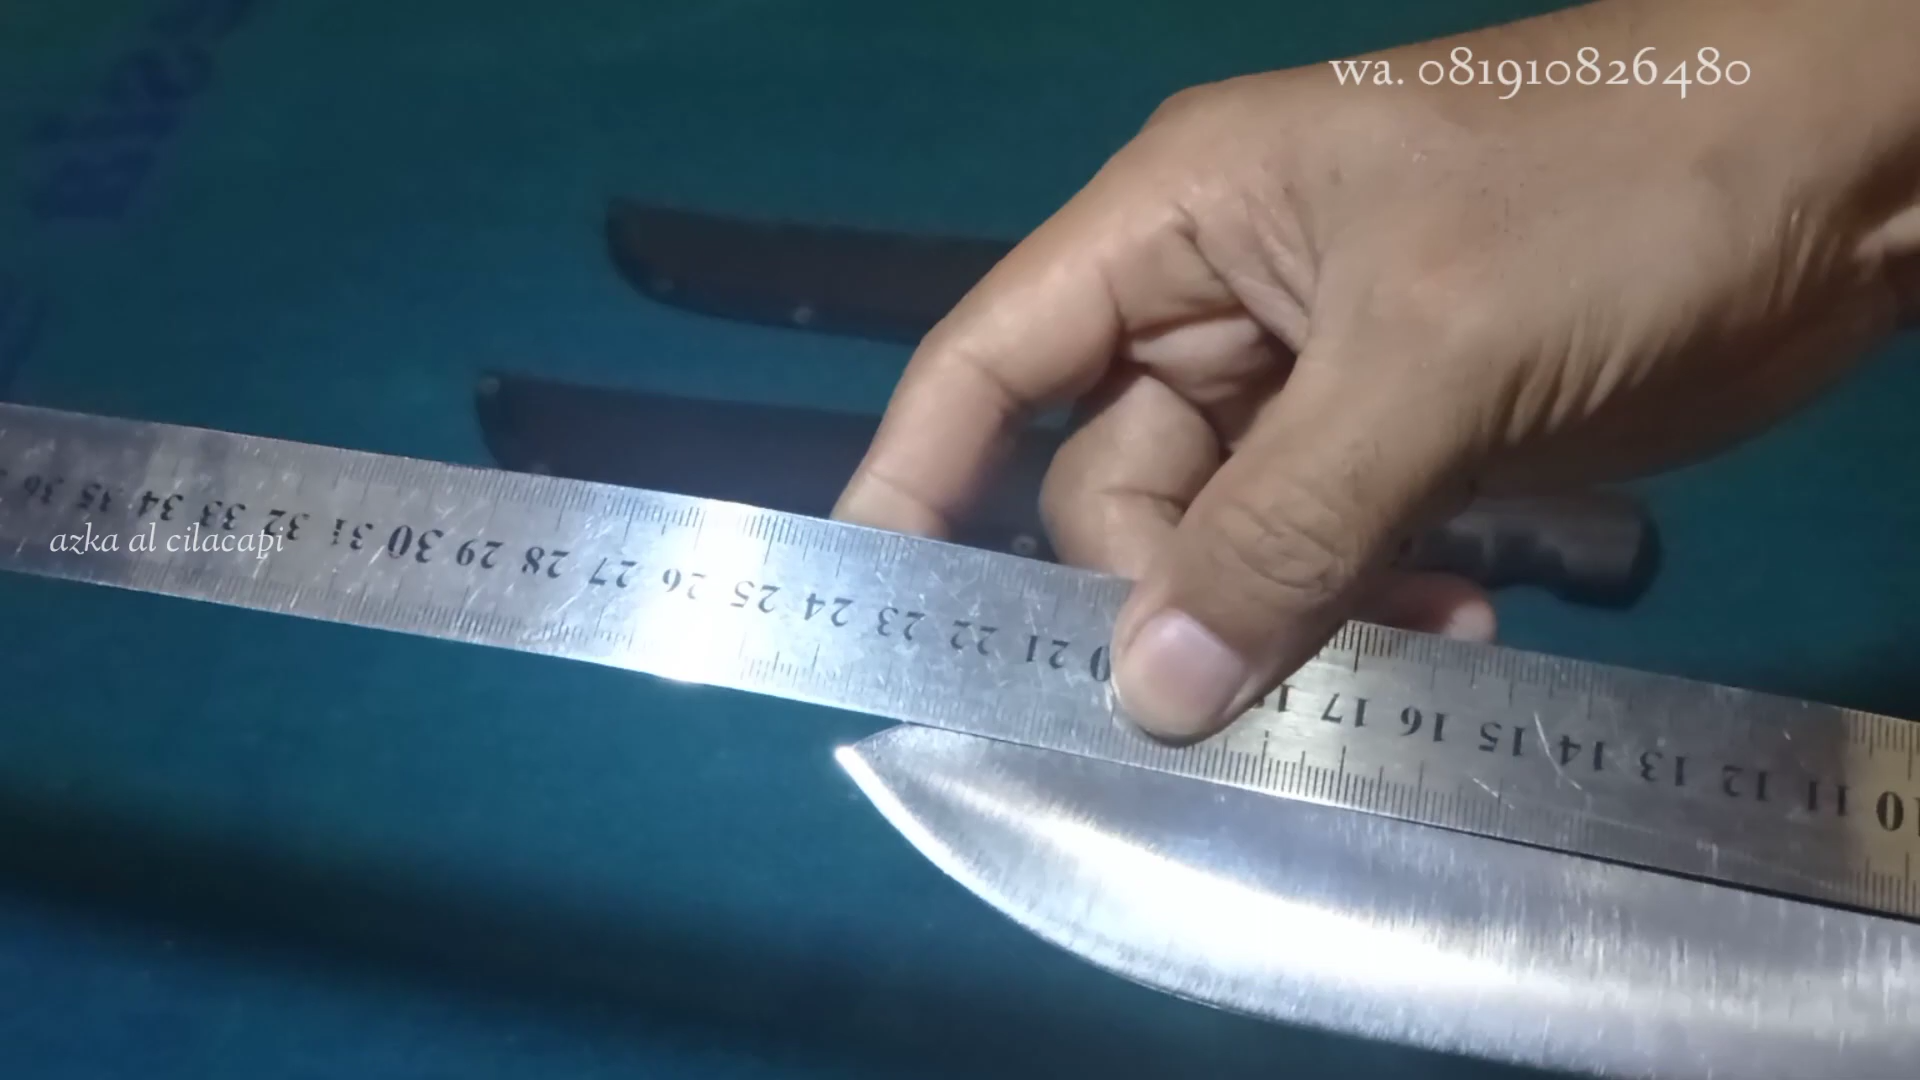 wa. 081910826480
azka al cilacapi
36 35 34 33 32 31 30 29 28 27 26 25 24 23 22 21 17 16 15 14 13 12 11 10